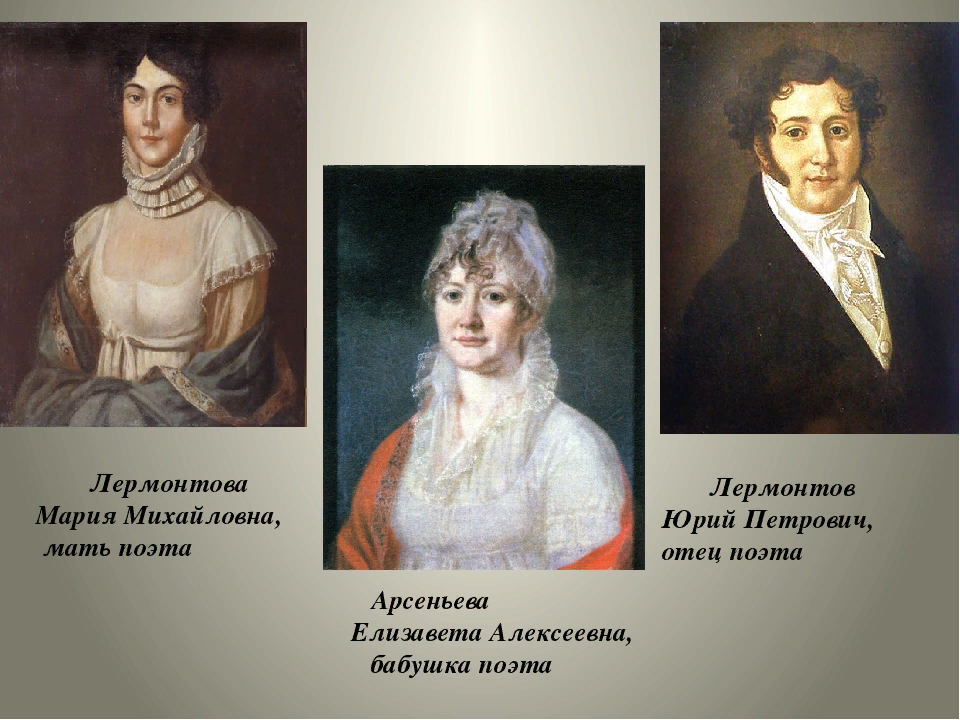 Лермонтова
Мария Михайловна,
мать поэта
Арсеньева
Елизавета Алексеевна,
бабушка поэта
Лермонтов
Юрий Петрович,
отец поэта